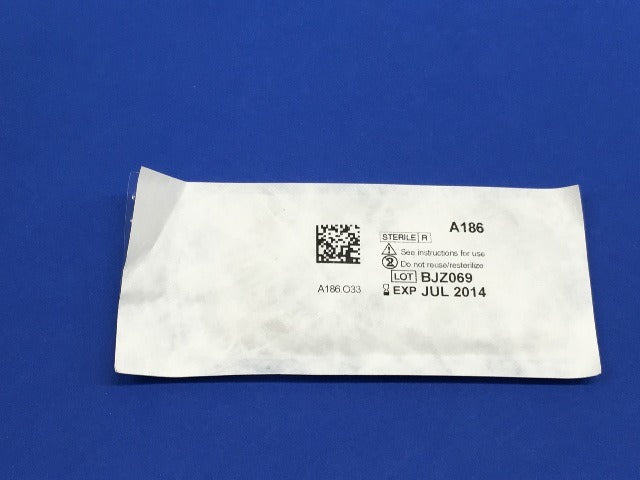 A186
STERILE R
See instructions for use
Do not reuse/resterilize
LOT BJZ069
EXP JUL 2014
A186.O33